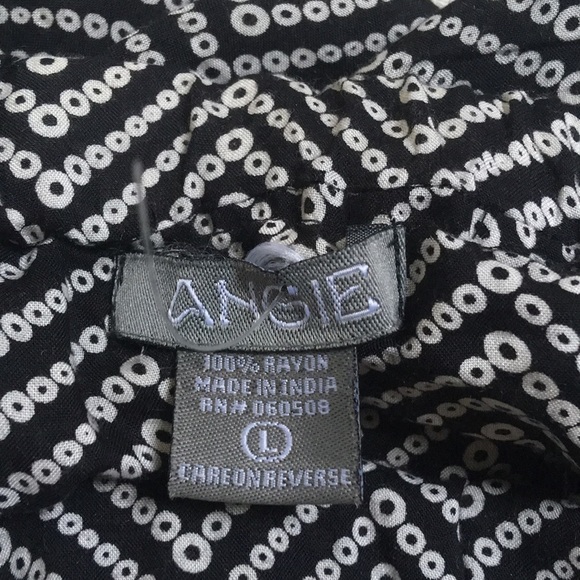 ANGIE
100% RAYON
MADE IN INDIA
RN# 060508
L
CARE ON REVERSE